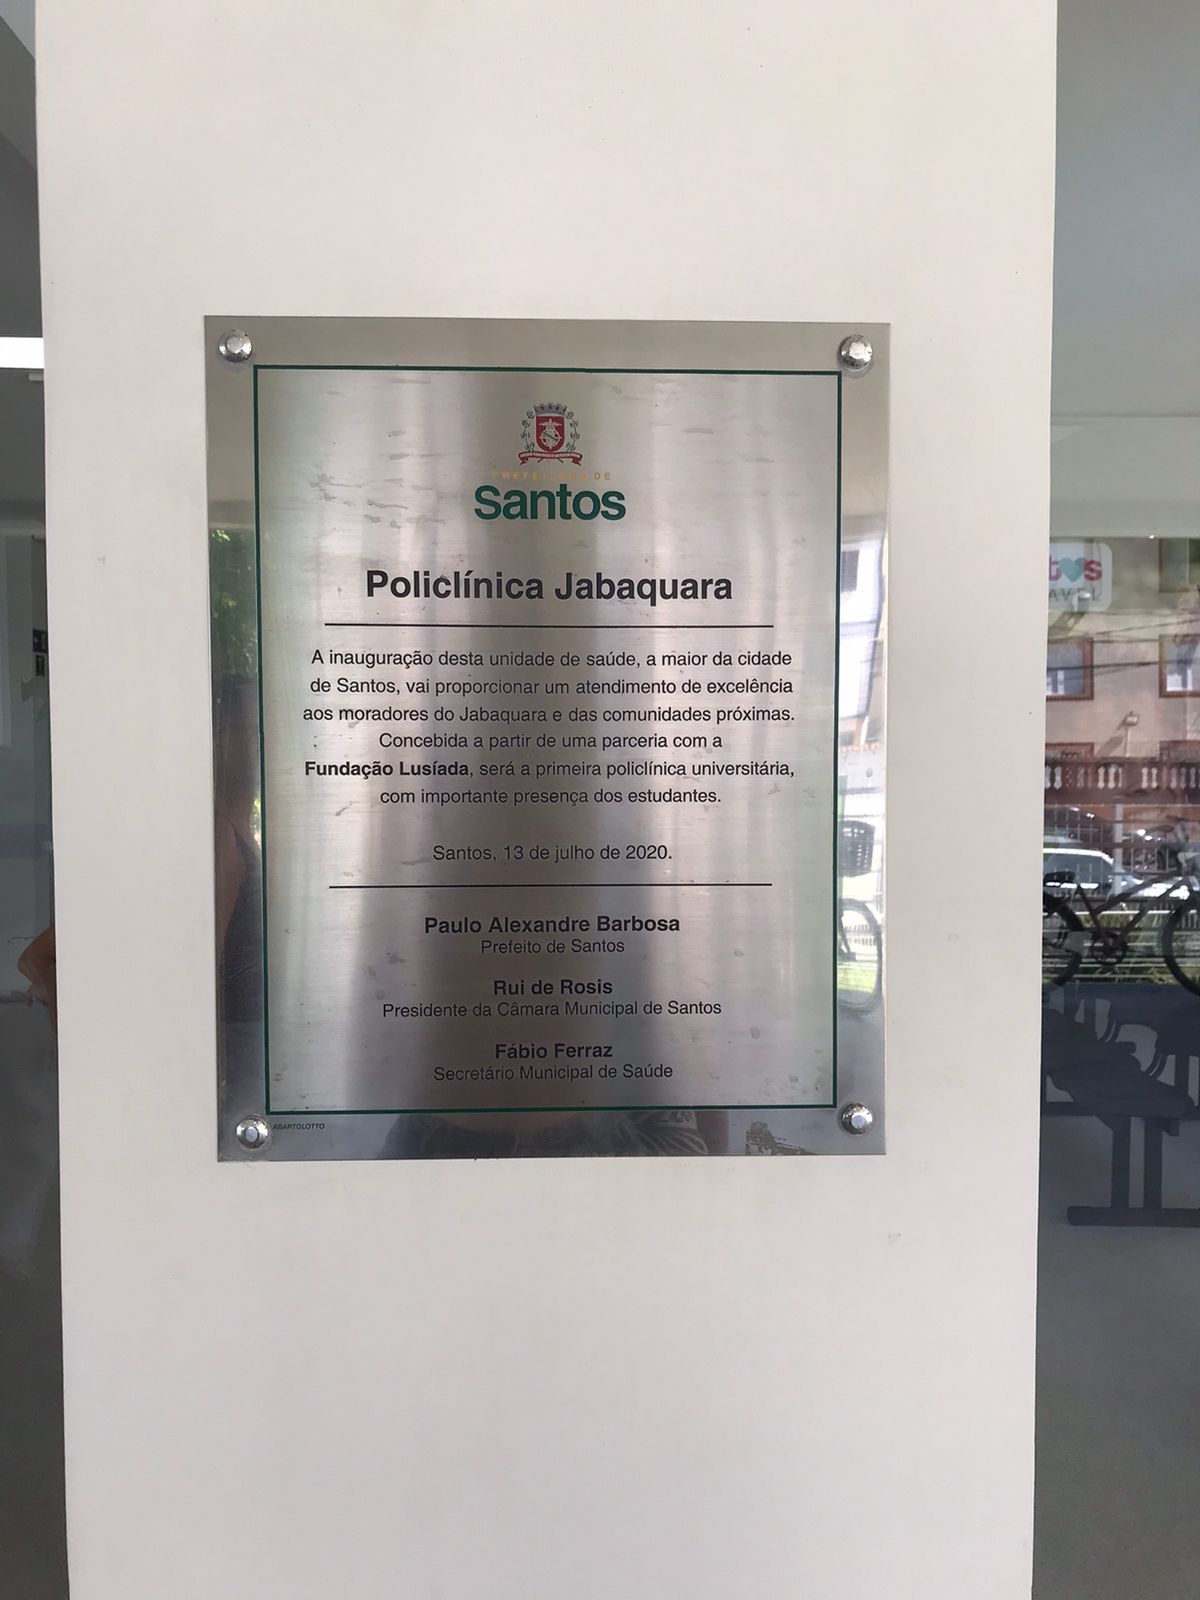 PREFEITURA DE
Santos
Policlínica Jabaquara
A inauguração desta unidade de saúde, a maior da cidade
de Santos, vai proporcionar um atendimento de excelência
aos moradores do Jabaquara e das comunidades próximas.
Concebida a partir de uma parceria com a
Fundação Lusíada, será a primeira policlínica universitária,
com importante presença dos estudantes.
Santos, 13 de julho de 2020.
Paulo Alexandre Barbosa
Prefeito de Santos
Rui de Rosis
Presidente da Câmara Municipal de Santos
Fábio Ferraz
Secretário Municipal de Saúde
ABARTOLOTTO